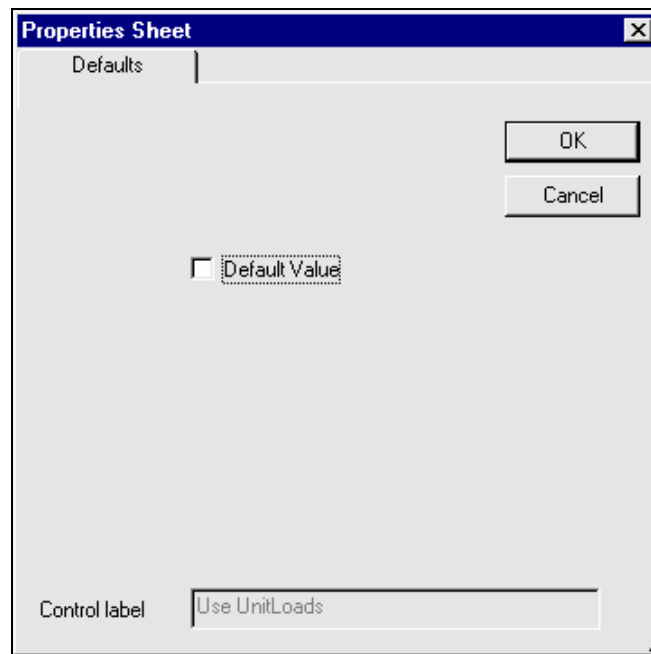 Properties Sheet
Defaults
OK
Cancel
Default Value
Control label
Use UnitLoads